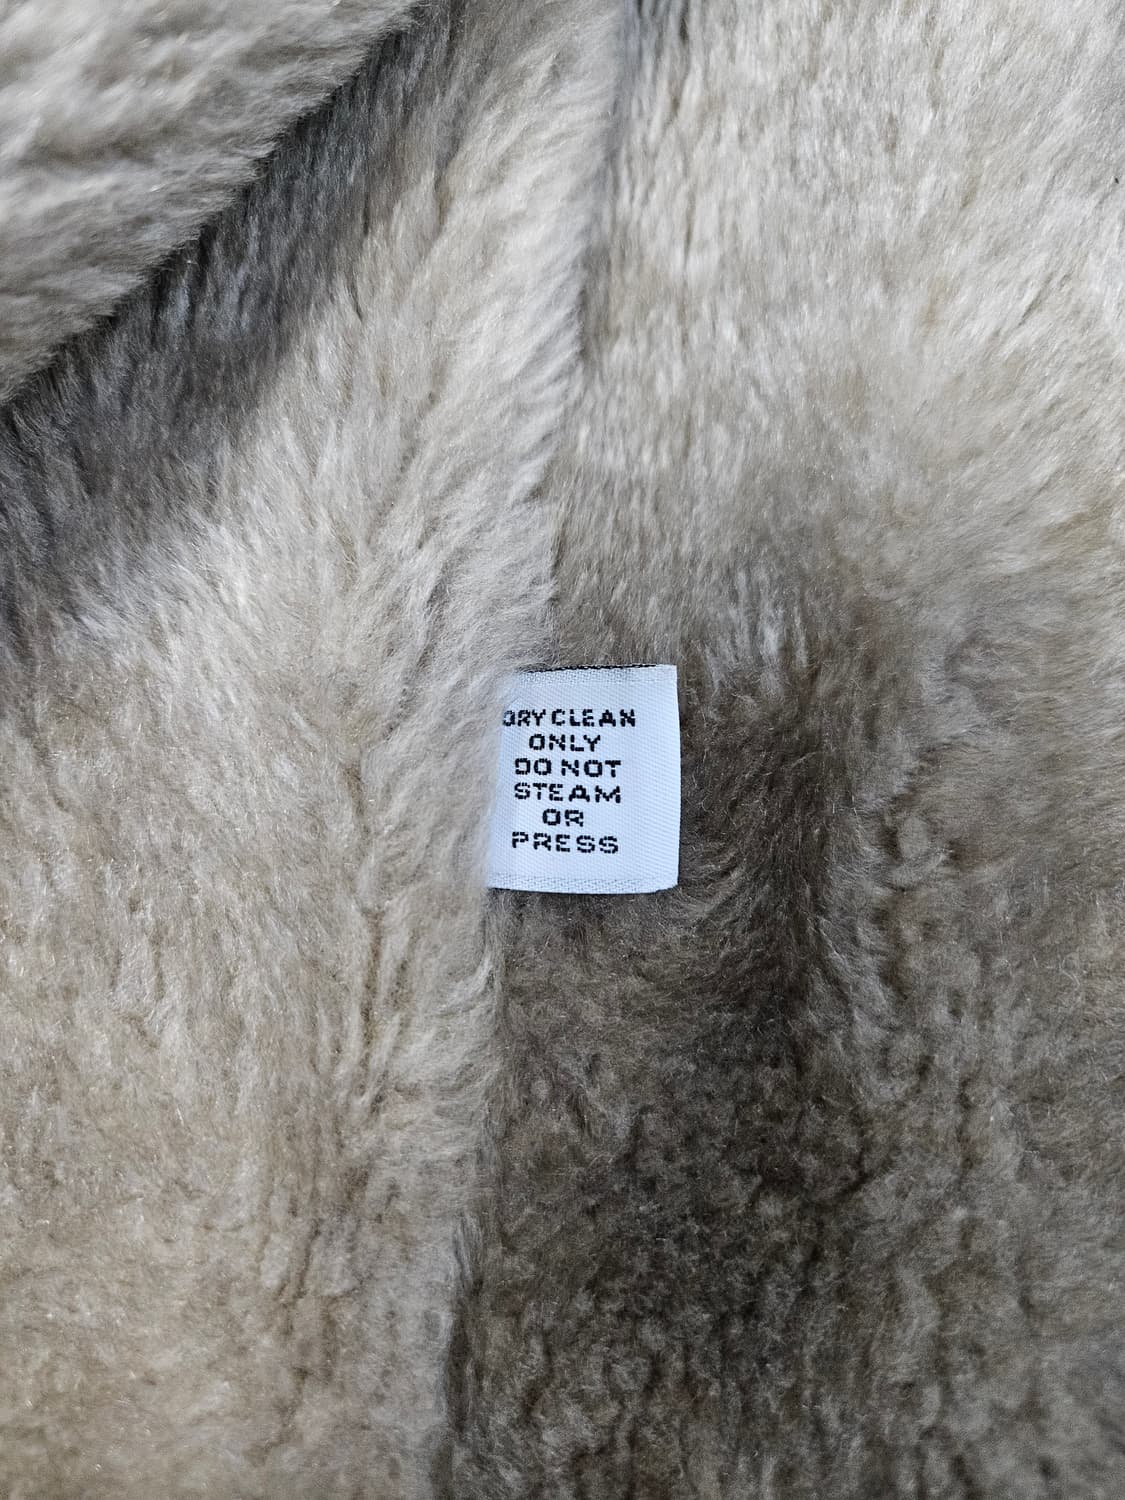 DRY CLEAN
ONLY
DO NOT
STEAM
OR
PRESS